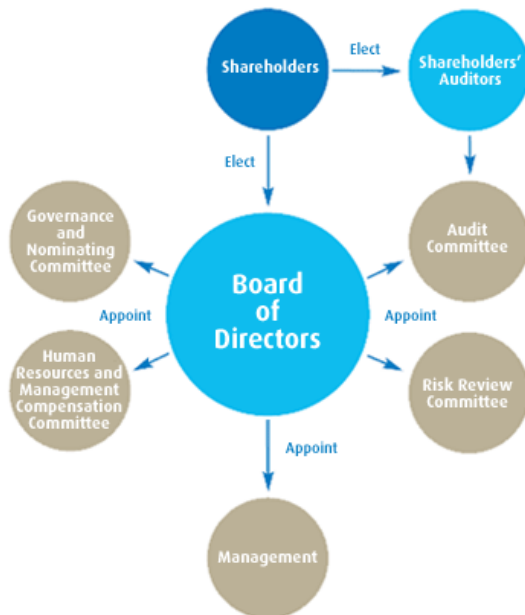 Shareholders
Elect
Shareholders’
Auditors
Elect
Governance
and
Nominating
Committee
Audit
Committee
Board
of
Directors
Appoint
Appoint
Human
Resources and
Management
Compensation
Committee
Risk Review
Committee
Appoint
Management